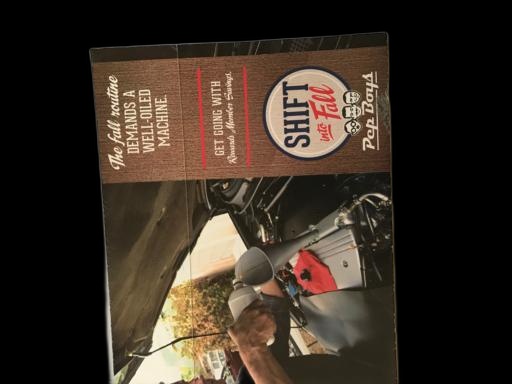 The fall routine
DEMANDS A
WELL-OILED
MACHINE.
GET GOING WITH
Rewards Member Savings.
SHIFT
into Fall
Pep Boys